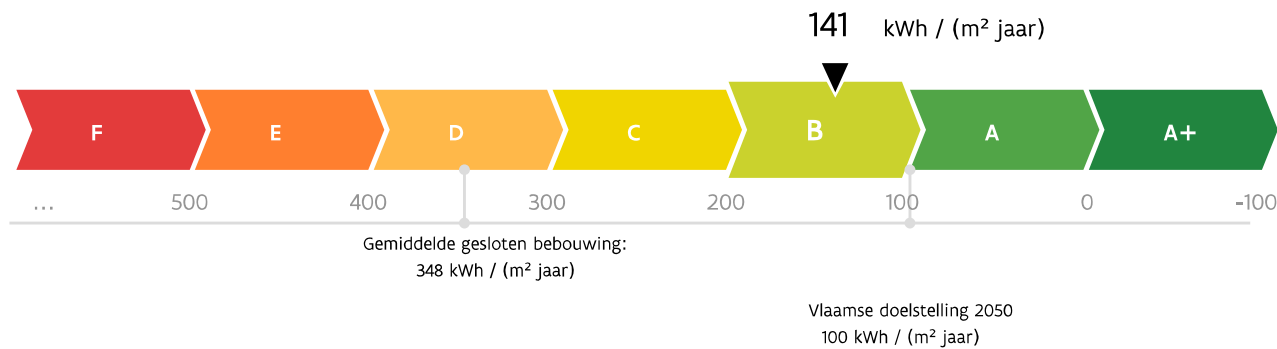 141 kWh / (m² jaar)
F E D C B A A+
... 500 400 300 200 100 0 -100
Gemiddelde gesloten bebouwing:
348 kWh / (m² jaar)
Vlaamse doelstelling 2050
100 kWh / (m² jaar)